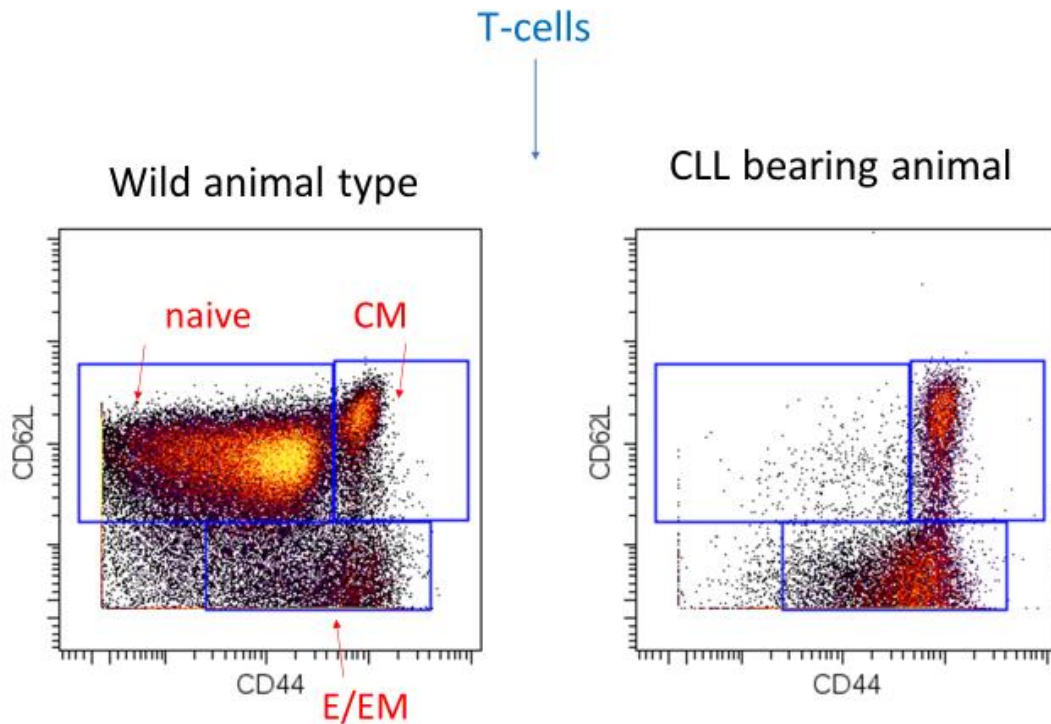 T-cells
Wild animal type
CLL bearing animal
naive
CM
CD62L
CD62L
CD44
CD44
E/EM